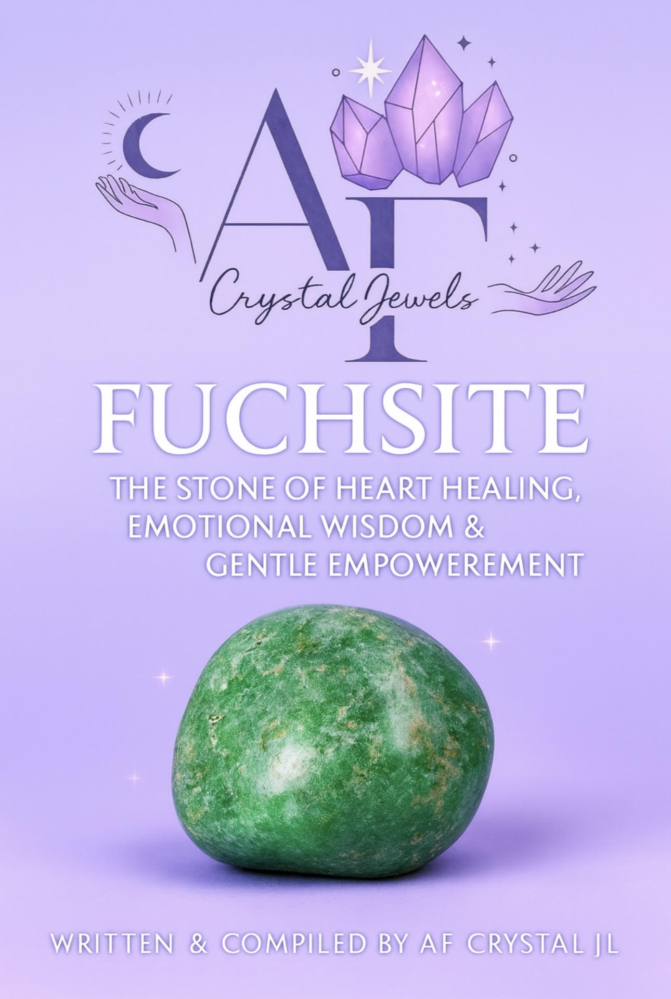 AF
Crystal Jewels
FUCHSITE
THE STONE OF HEART HEALING,
EMOTIONAL WISDOM &
GENTLE EMPOWEREMENT
WRITTEN & COMPILED BY AF CRYSTAL JL